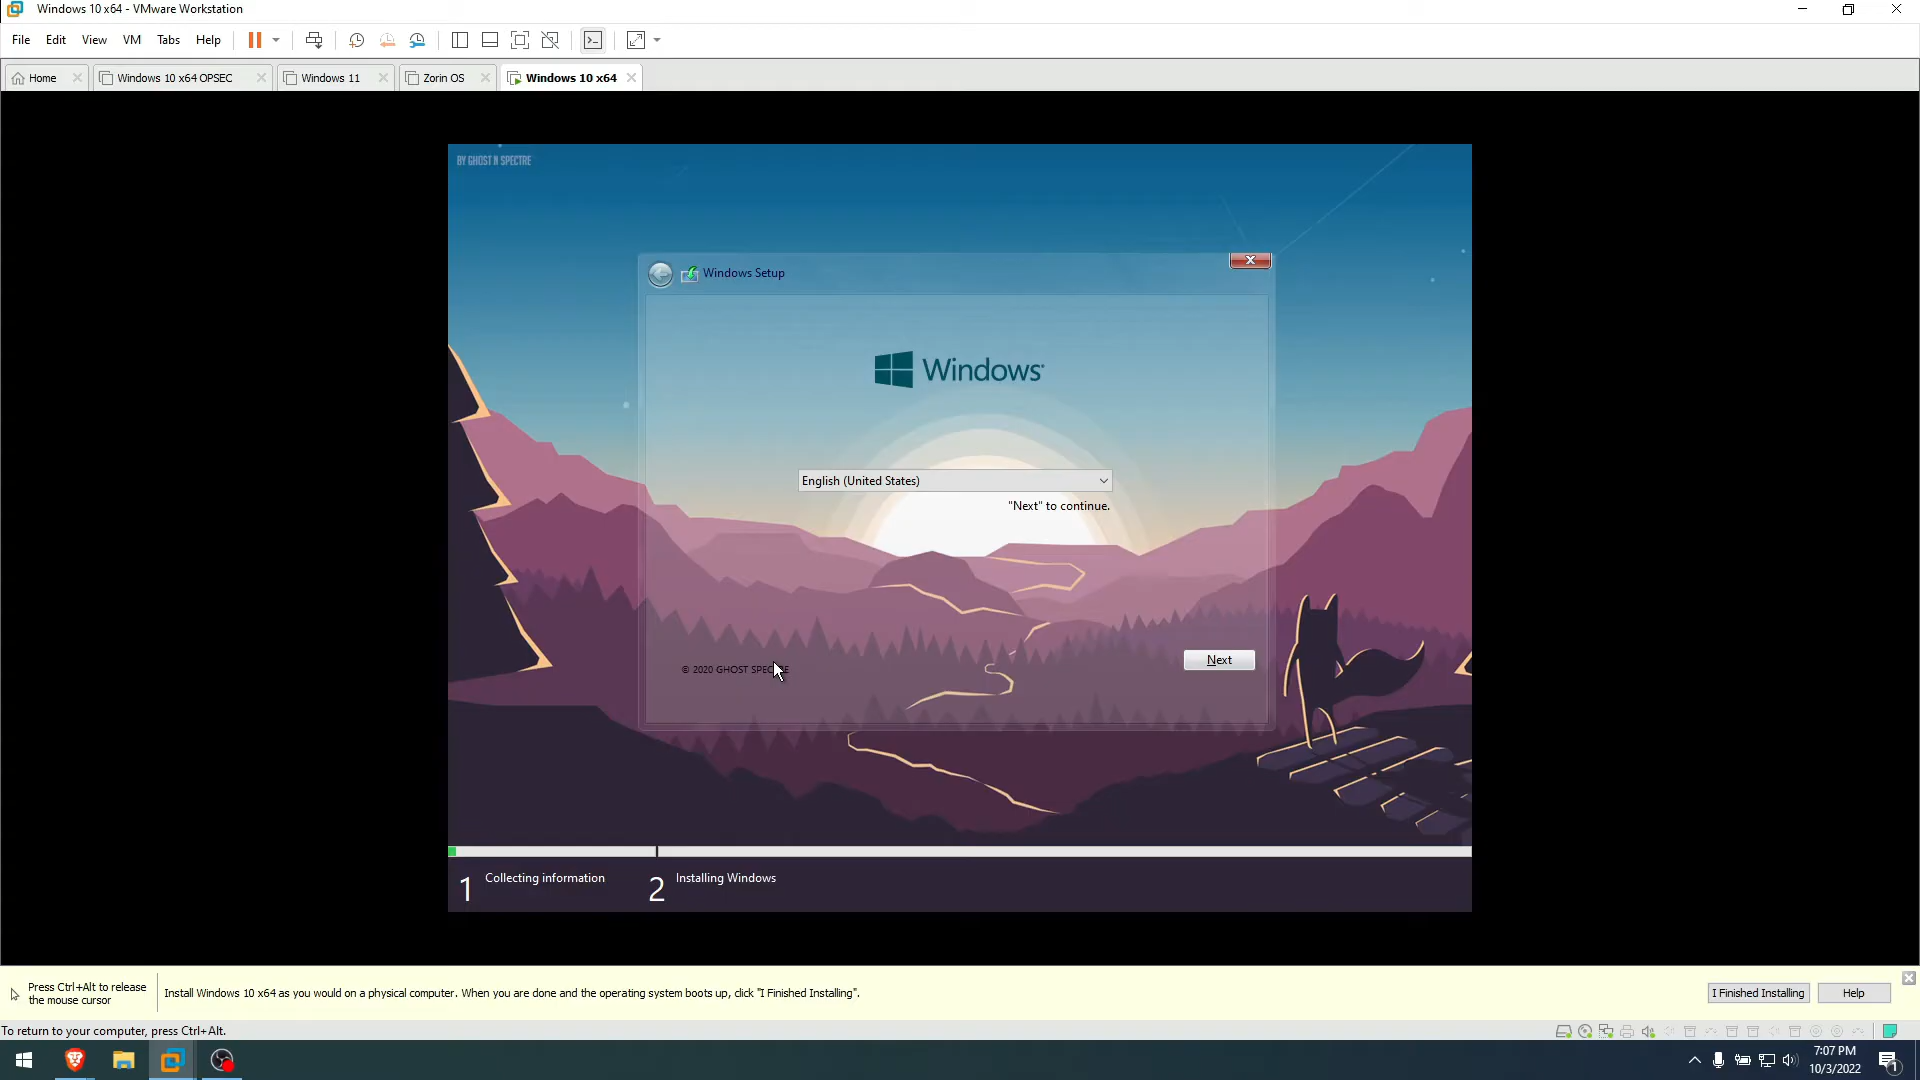 Windows 10 x64 - VMware Workstation
File Edit View VM Tabs Help
Home Windows 10 x64 OPSEC Windows 11 Zorin OS Windows 10 x64
BY GHOST N SPECTRE
Windows Setup
Windows
English (United States)
"Next" to continue.
Next
© 2020 GHOST SPECTRE
1 Collecting information 2 Installing Windows
Press Ctrl+Alt to release
the mouse cursor
Install Windows 10 x64 as you would on a physical computer. When you are done and the operating system boots up, click "I Finished Installing".
I Finished Installing Help
To return to your computer, press Ctrl+Alt.
7:07 PM
10/3/2022
1